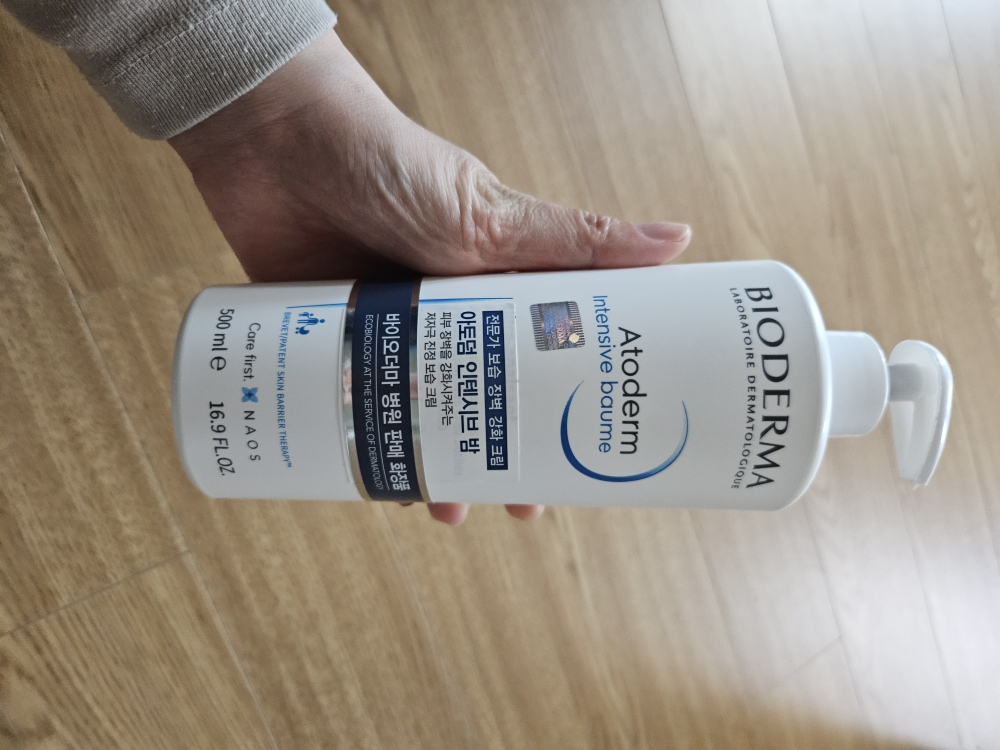 BIODERMA
LABORATOIRE DERMATOLOGIQUE
Atoderm
Intensive baume
전문가 보습 장벽 강화 크림
아토덤 인텐시브 밤
피부 장벽을 강화시켜주는
저자극 진정 보습 크림
바이오더마 병원 판매 화장품
ECOBIOLOGY AT THE SERVICE OF DERMATOLOG
BREVET/PATENT SKIN BARRIER THERAPY™
Care first. NAOS
500 ml e 16.9 FL.OZ.